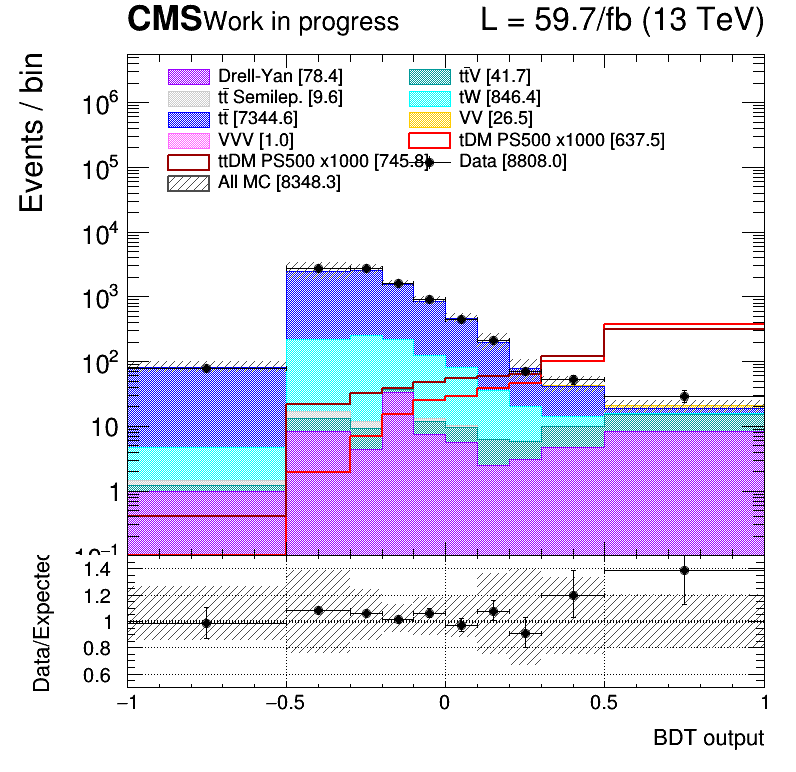 CMS Work in progress L = 59.7/fb (13 TeV)
Events / bin
Drell-Yan [78.4] tt̄V [41.7]
tt̄ Semilep. [9.6] tW [846.4]
tt̄ [7344.6] VV [26.5]
VVV [1.0] tDM PS500 x1000 [637.5]
ttDM PS500 x1000 [745.8] Data [8808.0]
All MC [8348.3]
10⁶
10⁵
10⁴
10³
10²
10
1
10⁻¹
Data/Expected
1.4
1.2
1
0.8
0.6
−1 −0.5 0 0.5 1
BDT output